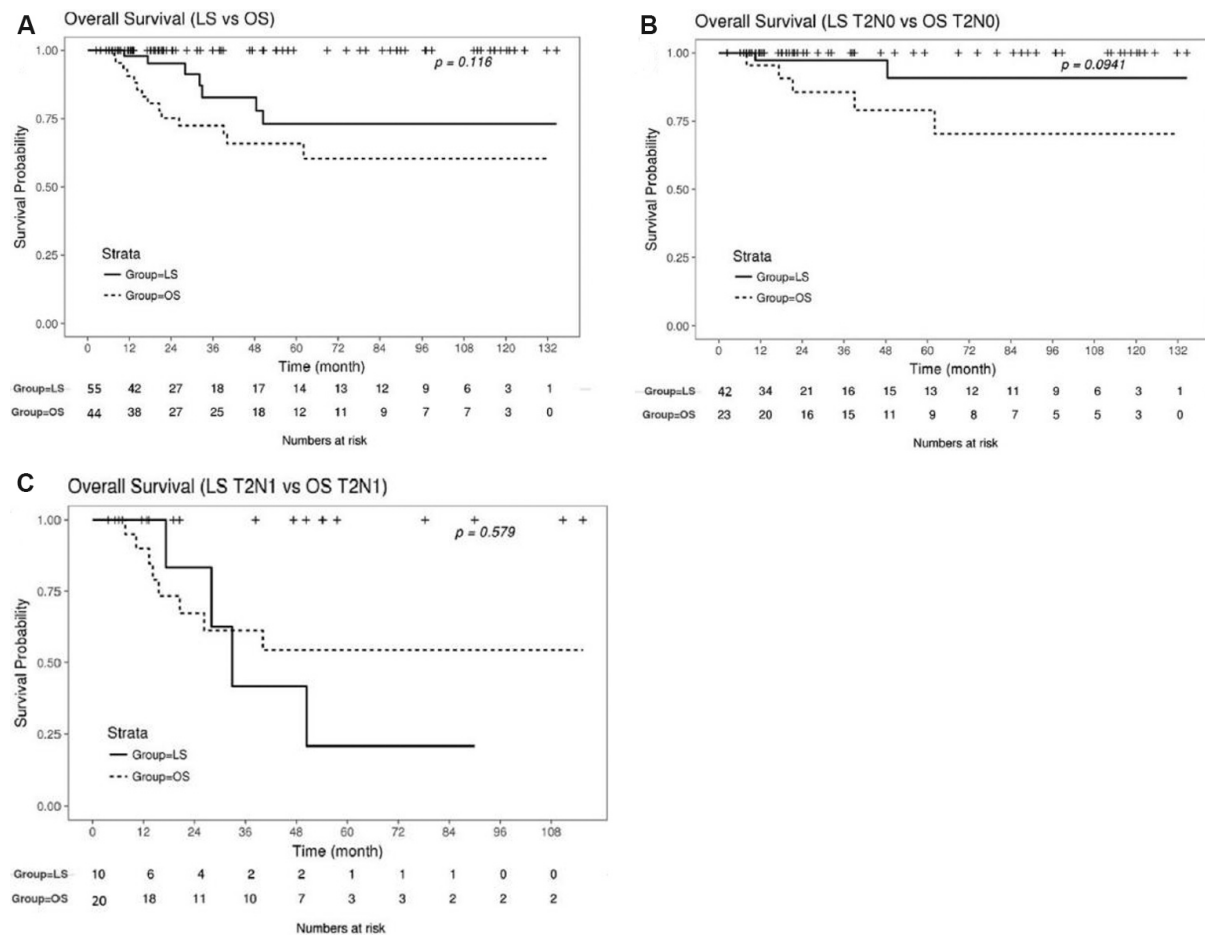 A
Overall Survival (LS vs OS)
Survival Probability
1.00
0.75
0.50
0.25
0.00
p = 0.116
Strata
Group=LS
Group=OS
0 12 24 36 48 60 72 84 96 108 120 132
Time (month)
Group=LS 55 42 27 18 17 14 13 12 9 6 3 1
Group=OS 44 38 27 25 18 12 11 9 7 7 3 0
Numbers at risk
B
Overall Survival (LS T2N0 vs OS T2N0)
Survival Probability
1.00
0.75
0.50
0.25
0.00
p = 0.0941
Strata
Group=LS
Group=OS
0 12 24 36 48 60 72 84 96 108 120 132
Time (month)
Group=LS 42 34 21 16 15 13 12 11 9 6 3 1
Group=OS 23 20 16 15 11 9 8 7 5 5 3 0
Numbers at risk
C
Overall Survival (LS T2N1 vs OS T2N1)
Survival Probability
1.00
0.75
0.50
0.25
0.00
p = 0.579
Strata
Group=LS
Group=OS
0 12 24 36 48 60 72 84 96 108
Time (month)
Group=LS 10 6 4 2 2 1 1 1 0 0
Group=OS 20 18 11 10 7 3 3 2 2 2
Numbers at risk